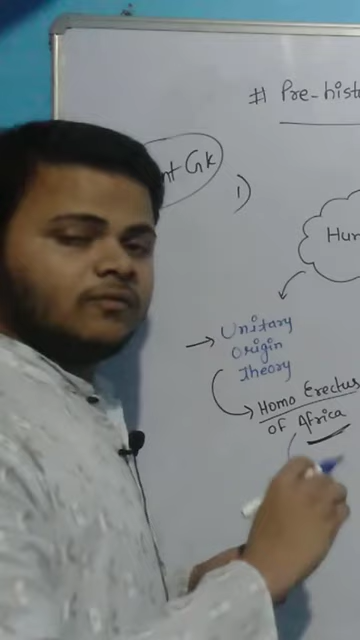 # Pre-hist
nt Gk
1)
Hum
→ Unitary
Origin
Theory
Homo Erectus
of Africa